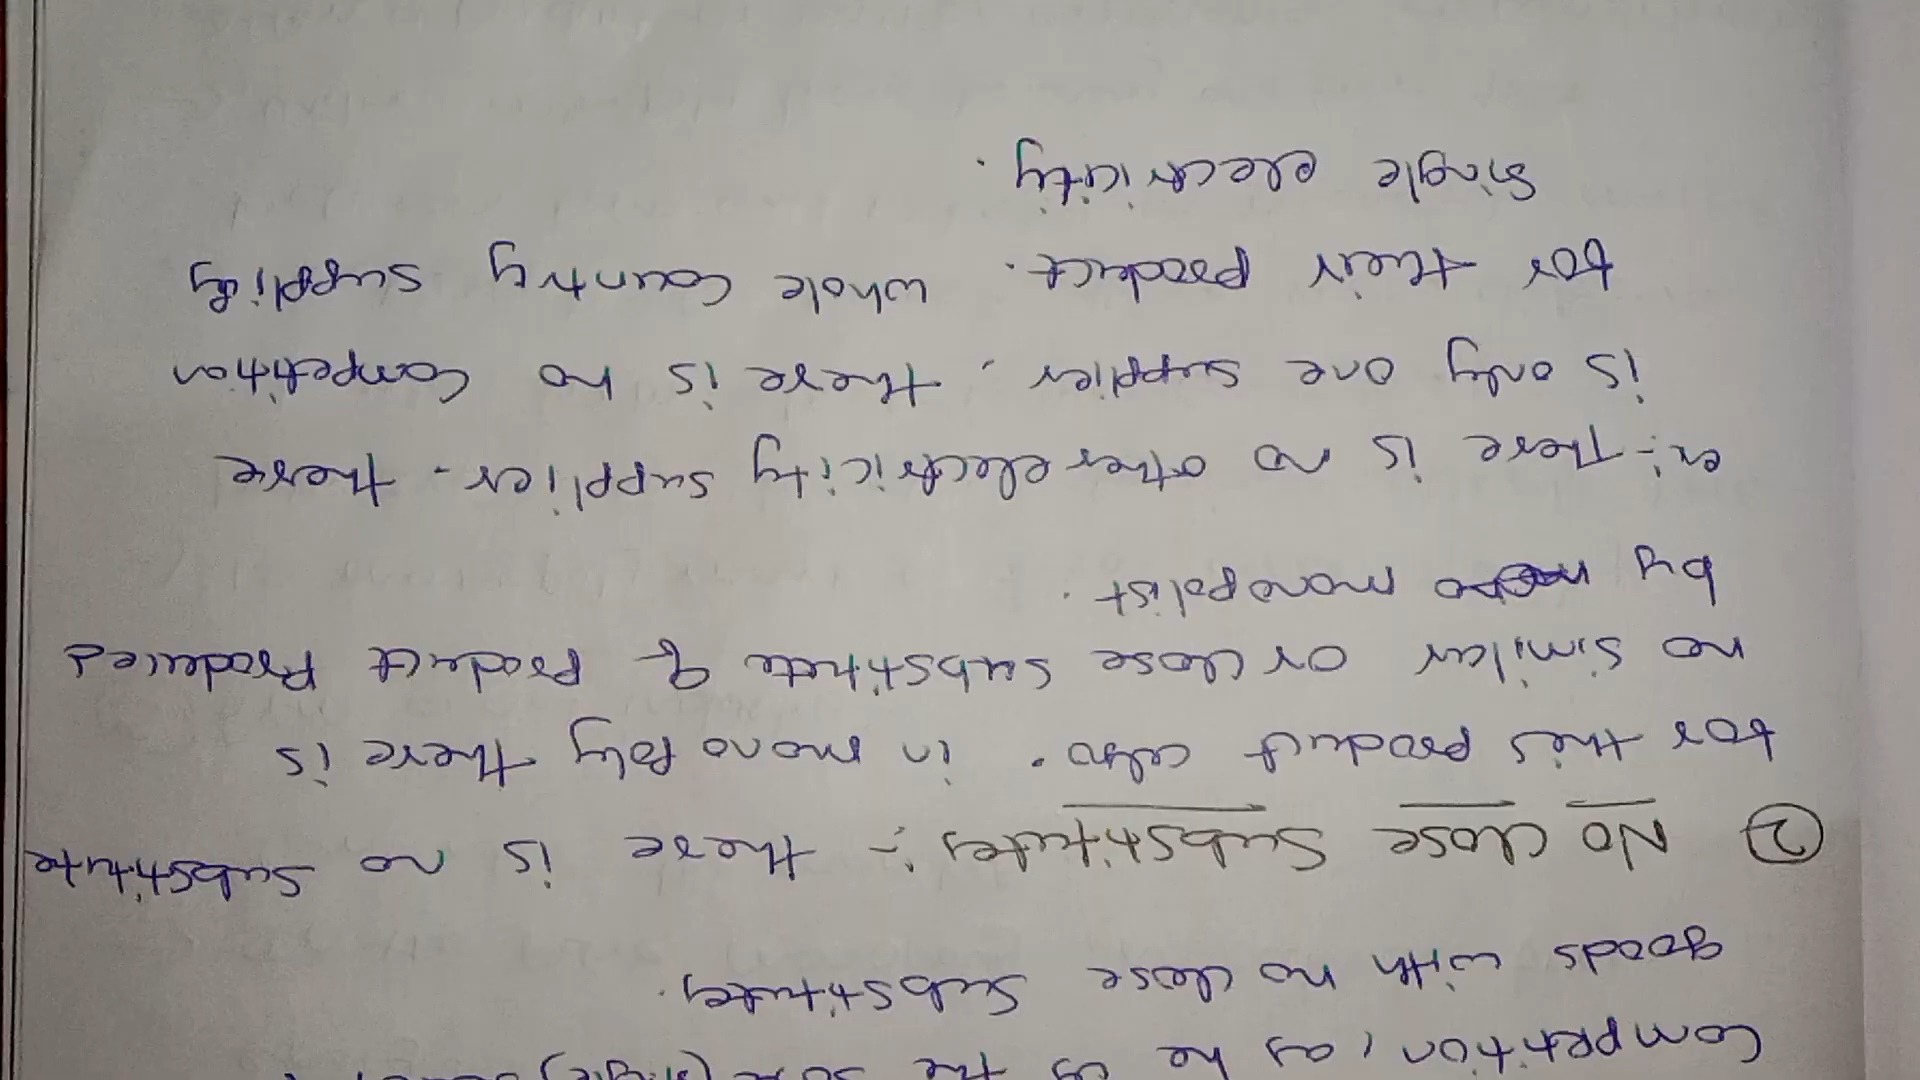 Competition, as he is the sole (single)
goods with no close substitutes.
② No close Substitutes :- there is no substitute
for this product also. in monopoly there is
no similar or close substitute of Product Produced
by mono monopolist.
ex:- There is no other electricity supplier. there
is only one supplier, there is no competition
for their product. whole country supplily
single electricity.